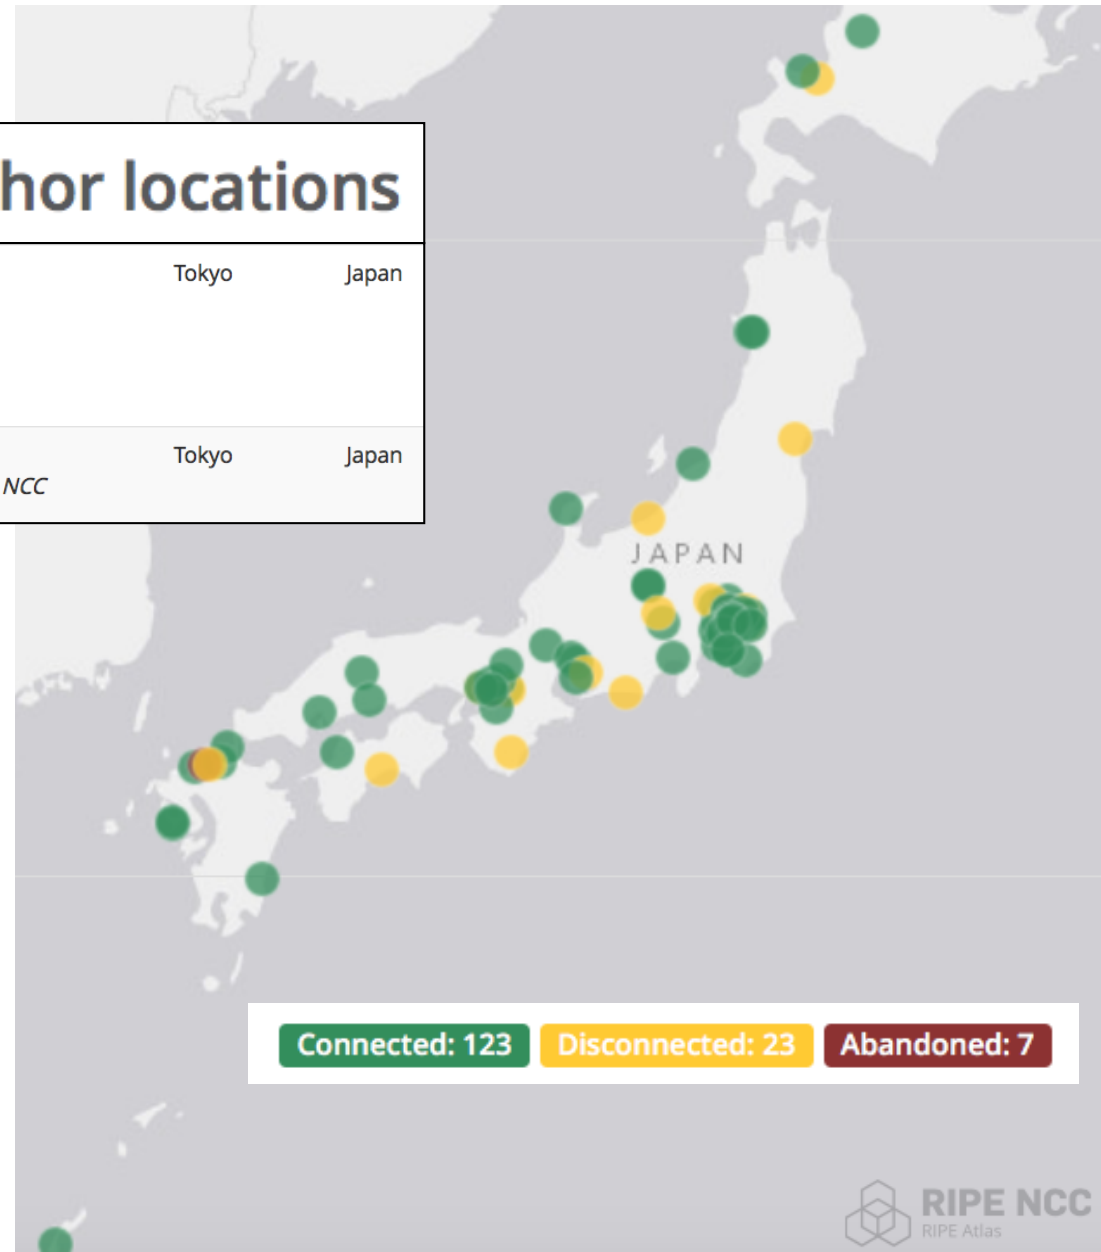 hor locations
Tokyo Japan
Tokyo Japan
NCC
JAPAN
Connected: 123 Disconnected: 23 Abandoned: 7
RIPE NCC
RIPE Atlas